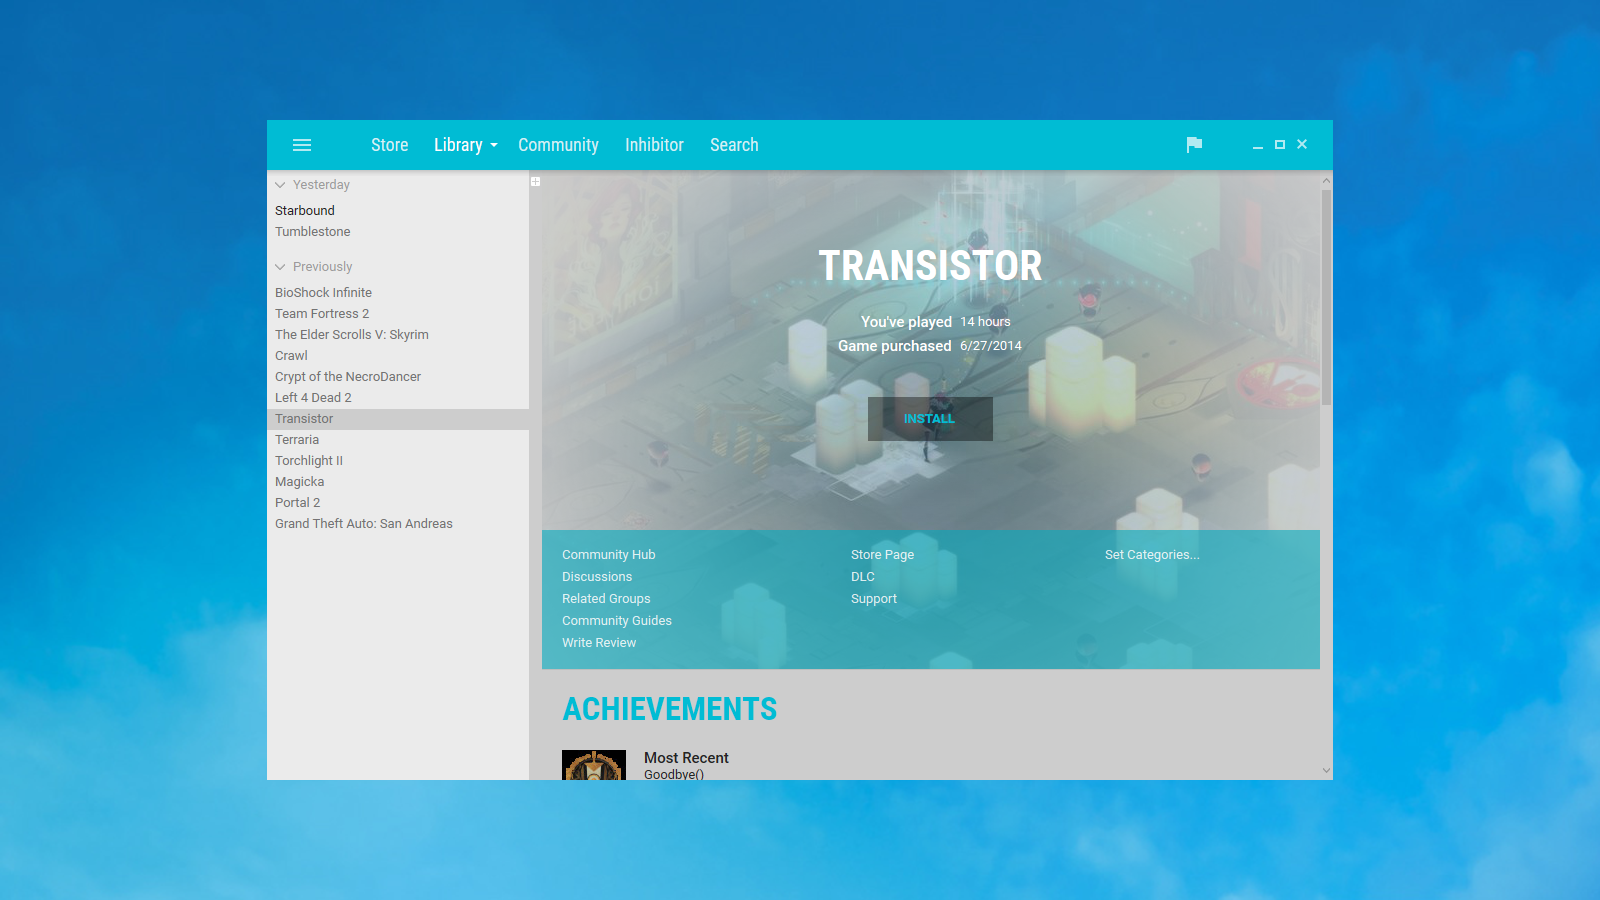 Store Library Community Inhibitor Search
Yesterday
Starbound
Tumblestone
Previously
BioShock Infinite
Team Fortress 2
The Elder Scrolls V: Skyrim
Crawl
Crypt of the NecroDancer
Left 4 Dead 2
Transistor
Terraria
Torchlight II
Magicka
Portal 2
Grand Theft Auto: San Andreas
TRANSISTOR
You've played 14 hours
Game purchased 6/27/2014
INSTALL
Community Hub
Discussions
Related Groups
Community Guides
Write Review
Store Page
DLC
Support
Set Categories...
ACHIEVEMENTS
Most Recent
Goodbye()